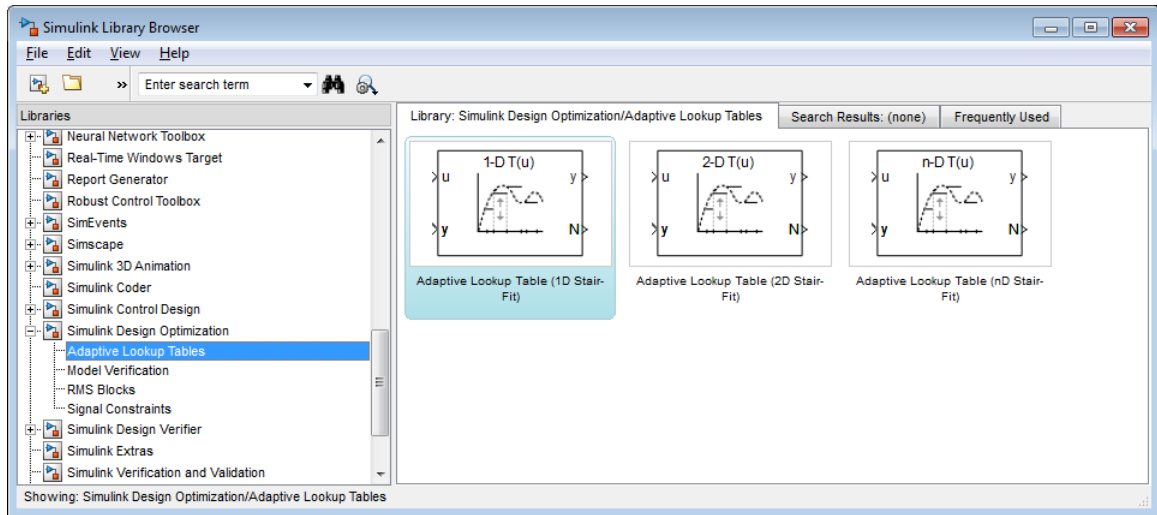 Simulink Library Browser
File Edit View Help
» Enter search term
Libraries
Neural Network Toolbox
Real-Time Windows Target
Report Generator
Robust Control Toolbox
SimEvents
Simscape
Simulink 3D Animation
Simulink Coder
Simulink Control Design
Simulink Design Optimization
Adaptive Lookup Tables
Model Verification
RMS Blocks
Signal Constraints
Simulink Design Verifier
Simulink Extras
Simulink Verification and Validation
Library: Simulink Design Optimization/Adaptive Lookup Tables Search Results: (none) Frequently Used
1-D T(u)
u y
y N
Adaptive Lookup Table (1D Stair-
Fit)
2-D T(u)
u y
y N
Adaptive Lookup Table (2D Stair-
Fit)
n-D T(u)
u y
y N
Adaptive Lookup Table (nD Stair-
Fit)
Showing: Simulink Design Optimization/Adaptive Lookup Tables